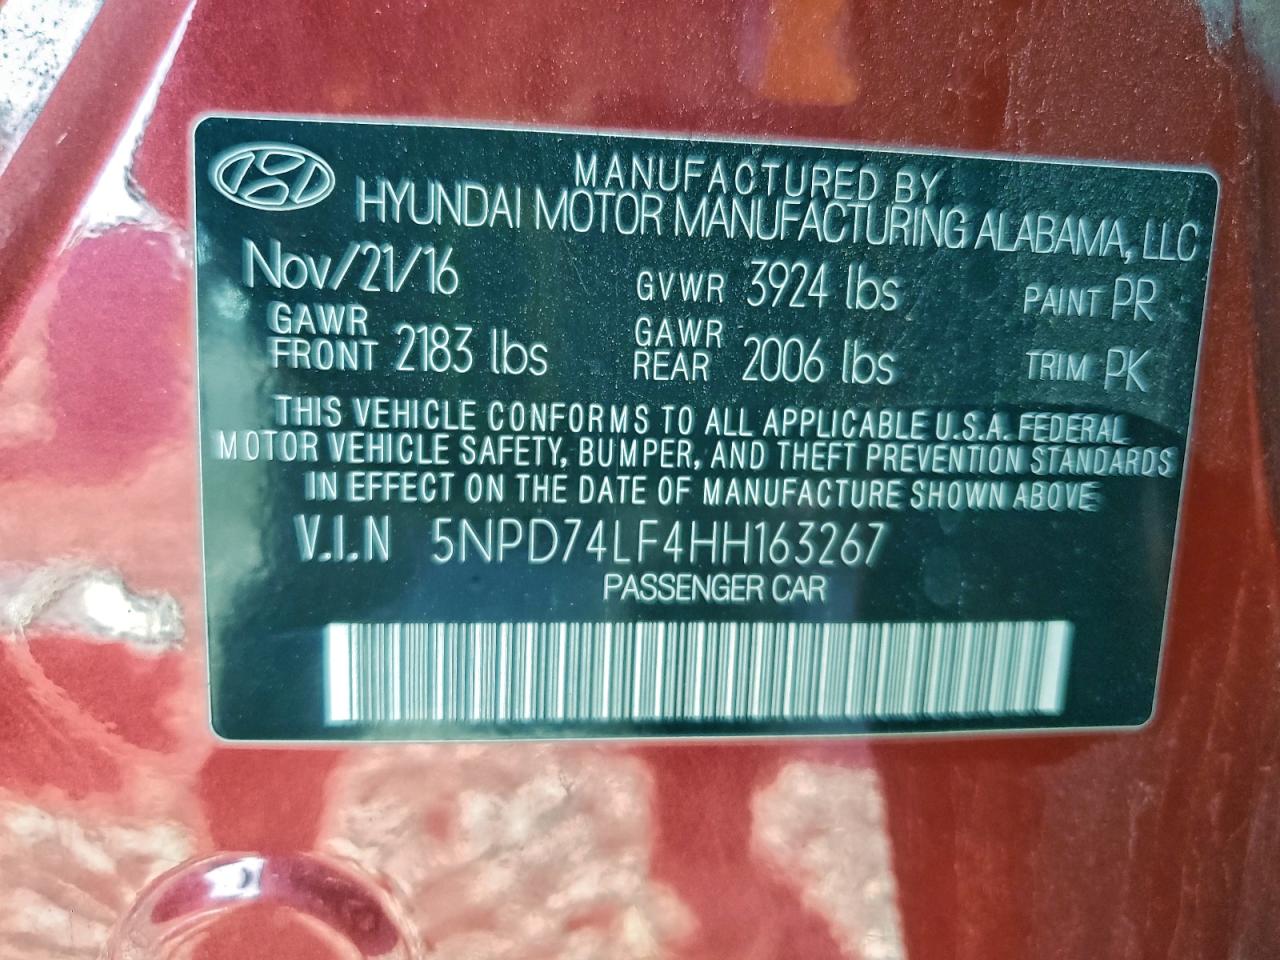 MANUFACTURED BY
HYUNDAI MOTOR MANUFACTURING ALABAMA, LLC
Nov/21/16 GVWR 3924 lbs PAINT PR
GAWR FRONT 2183 lbs GAWR REAR 2006 lbs TRIM PK
THIS VEHICLE CONFORMS TO ALL APPLICABLE U.S.A. FEDERAL
MOTOR VEHICLE SAFETY, BUMPER, AND THEFT PREVENTION STANDARDS
IN EFFECT ON THE DATE OF MANUFACTURE SHOWN ABOVE
V.I.N 5NPD74LF4HH163267
PASSENGER CAR